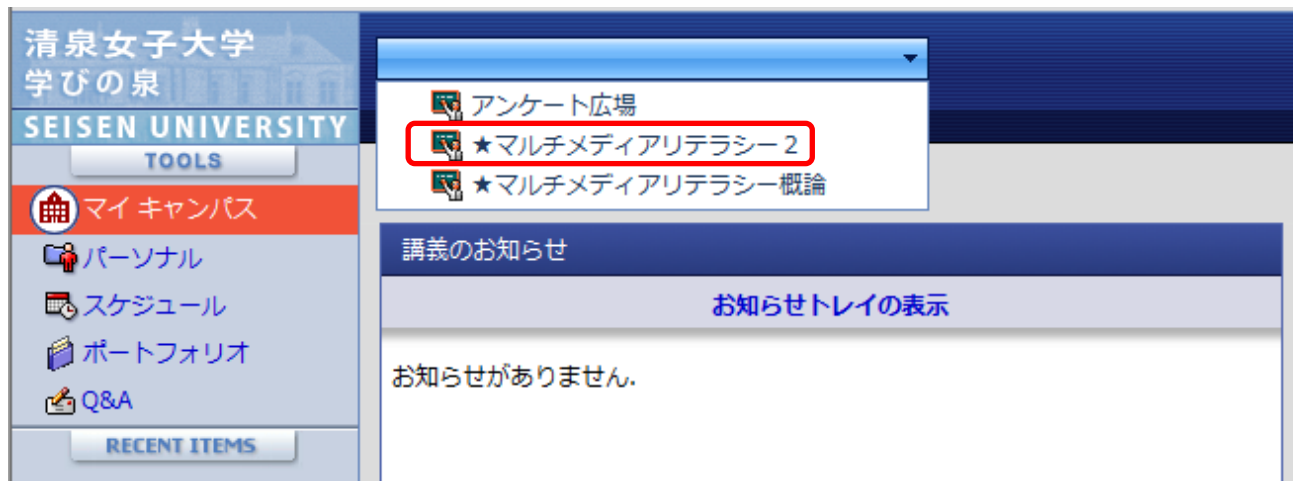 清泉女子大学
学びの泉
SEISEN UNIVERSITY
TOOLS
マイ キャンパス
パーソナル
スケジュール
ポートフォリオ
Q&A
RECENT ITEMS
アンケート広場
★マルチメディアリテラシー２
★マルチメディアリテラシー概論
講義のお知らせ
お知らせトレイの表示
お知らせがありません.